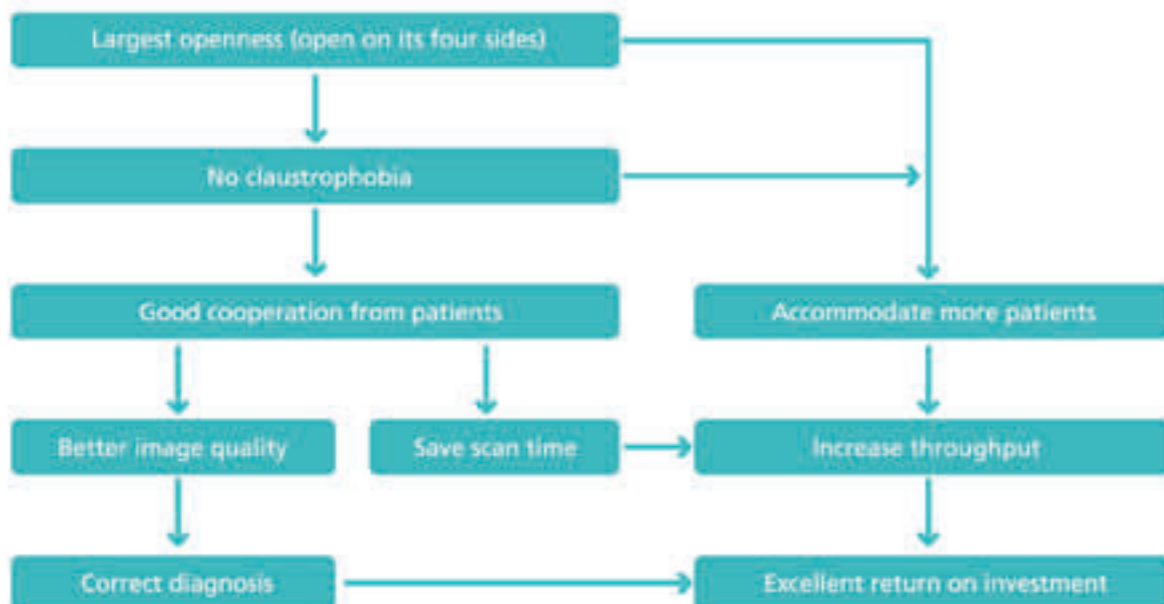 Largest openness (open on its four sides)
No claustrophobia
Good cooperation from patients
Accommodate more patients
Better image quality
Save scan time
Increase throughput
Correct diagnosis
Excellent return on investment